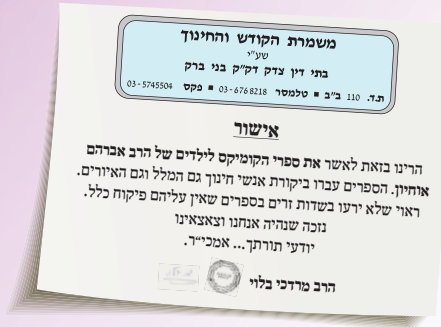 משמרת הקודש והחינוך
שע"י
בתי דין צדק דק"ק בני ברק
ת.ד. 110 ב"ב ■ טלמסר 03-6768218 ■ פקס 03-5745504
אישור
הרינו בזאת לאשר את ספרי הקומיקס לילדים של הרב אברהם
אוחיון. הספרים עברו ביקורת אנשי חינוך גם המלל וגם האיורים.
ראוי שלא ירעו בשדות זרים בספרים שאין עליהם פיקוח כלל.
נזכה שנהיה אנחנו וצאצאינו
יודעי תורתך... אמכי״ר.
הרב מרדכי בלוי